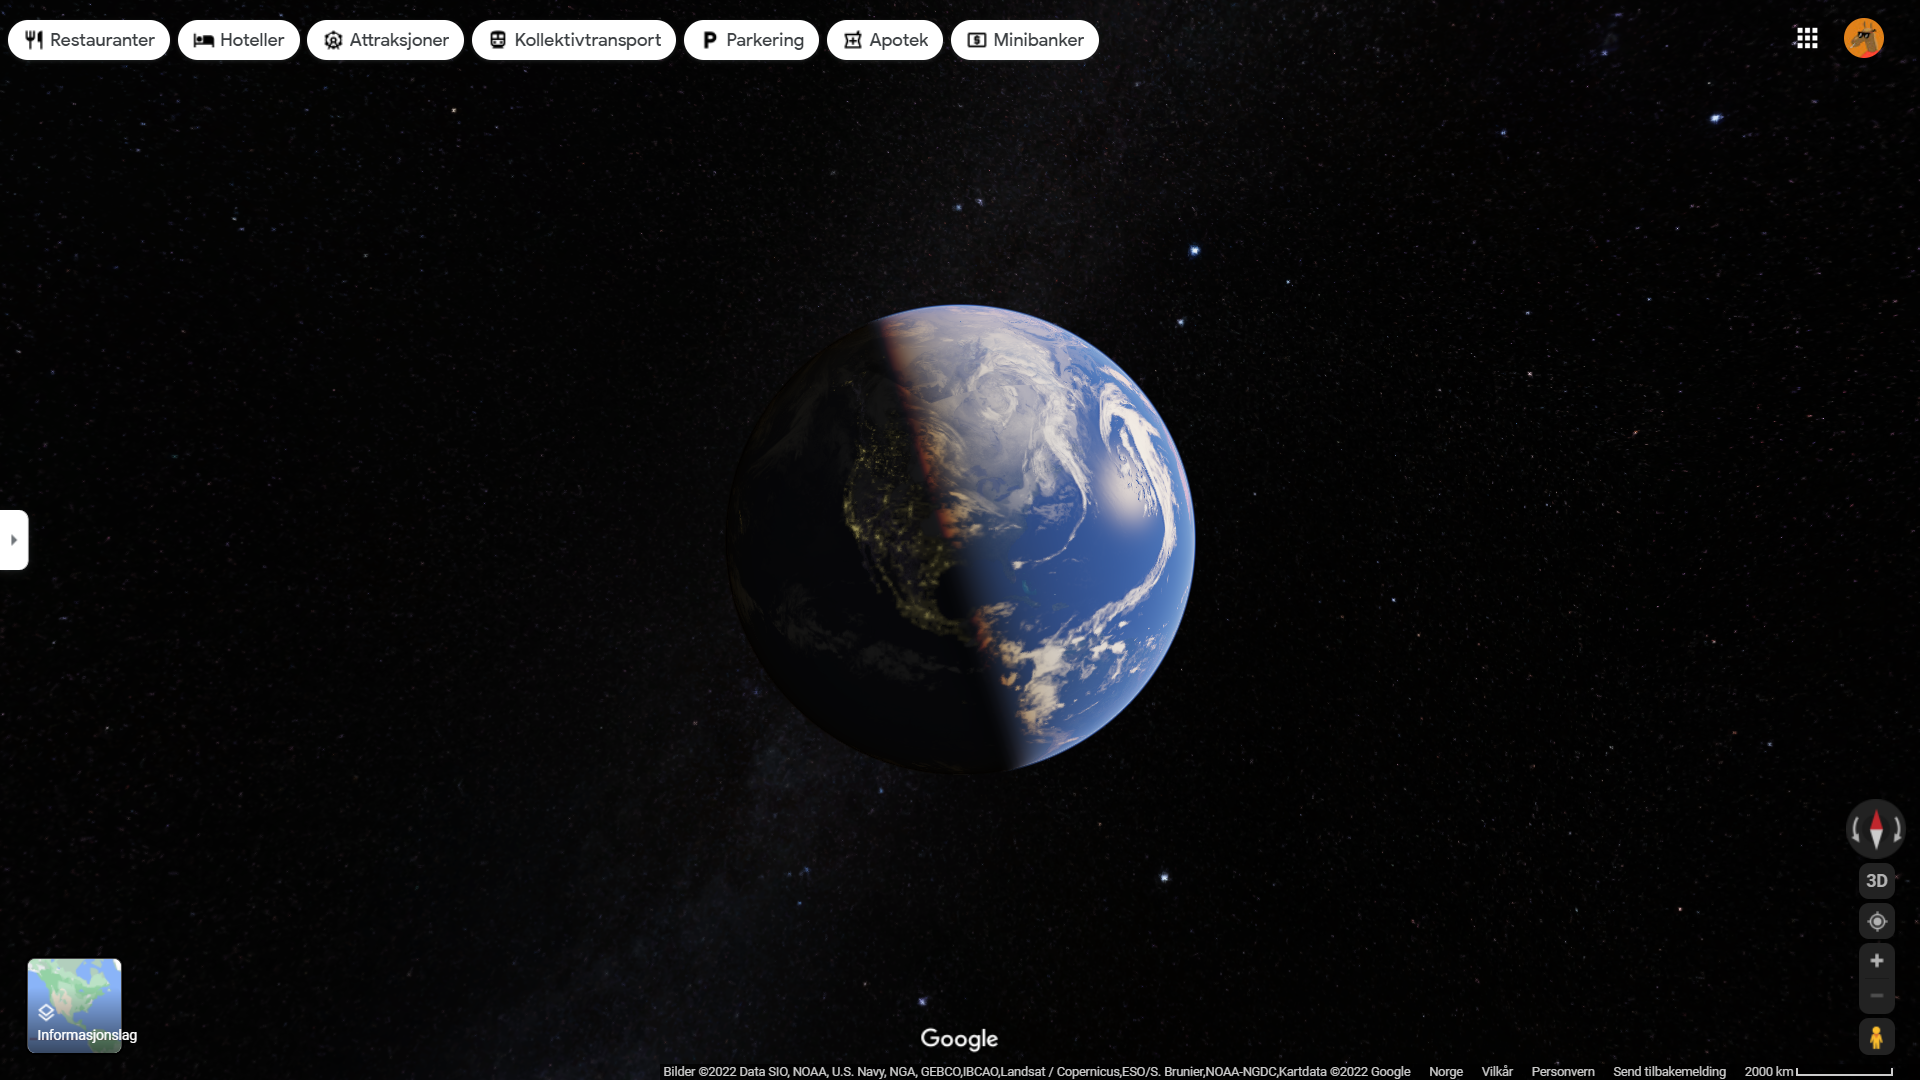 Restauranter
Hoteller
Attraksjoner
Kollektivtransport
Parkering
Apotek
Minibanker
3D
Informasjonslag
Google
Bilder ©2022 Data SIO, NOAA, U.S. Navy, NGA, GEBCO,IBCAO,Landsat / Copernicus,ESO/S. Brunier,NOAA-NGDC,Kartdata ©2022 Google
Norge
Vilkår
Personvern
Send tilbakemelding
2000 km